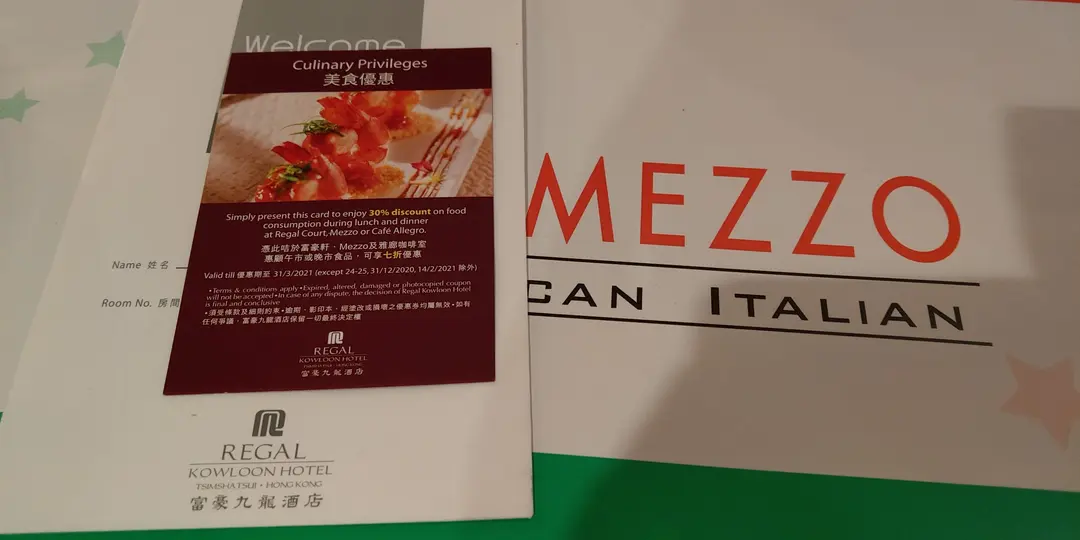 Welcome
Culinary Privileges
美食優惠
Simply present this card to enjoy 30% discount on food
consumption during lunch and dinner
at Regal Court, Mezzo or Café Allegro.
憑此咭於富豪軒、Mezzo及雅廊咖啡室
惠顧午市或晚市食品，可享七折優惠
Valid till 優惠期至 31/3/2021 (except 24-25, 31/12/2020, 14/2/2021 除外)
•Terms & conditions apply •Expired, altered, damaged or photocopied coupon
will not be accepted •In case of any dispute, the decision of Regal Kowloon Hotel
is final and conclusive
•須受條款及細則約束 •逾期、影印本、經塗改或損壞之優惠券均屬無效 •如有
任何爭議，富豪九龍酒店保留一切最終決定權
REGAL
KOWLOON HOTEL
TSIMSHATSUI • HONG KONG
富豪九龍酒店
Name 姓名
Room No. 房間
REGAL
KOWLOON HOTEL
TSIMSHATSUI • HONG KONG
富豪九龍酒店
MEZZO
CAN ITALIAN